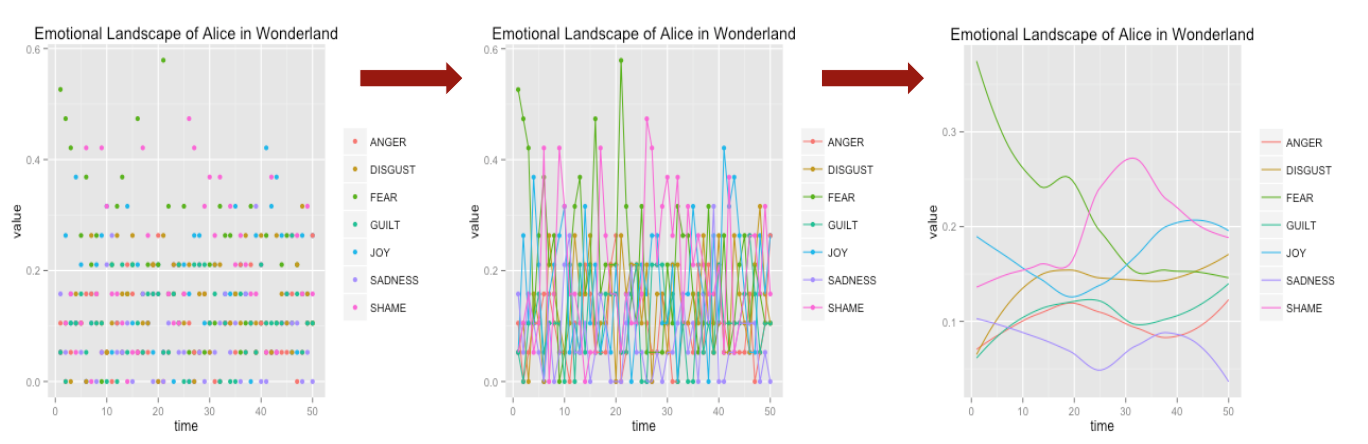 Emotional Landscape of Alice in Wonderland
0.6
0.4
0.2
0.0
value
0
10
20
30
40
50
time
ANGER
DISGUST
FEAR
GUILT
JOY
SADNESS
SHAME
Emotional Landscape of Alice in Wonderland
0.6
0.4
0.2
0.0
value
0
10
20
30
40
50
time
ANGER
DISGUST
FEAR
GUILT
JOY
SADNESS
SHAME
Emotional Landscape of Alice in Wonderland
0.3
0.2
0.1
value
0
10
20
30
40
50
time
ANGER
DISGUST
FEAR
GUILT
JOY
SADNESS
SHAME